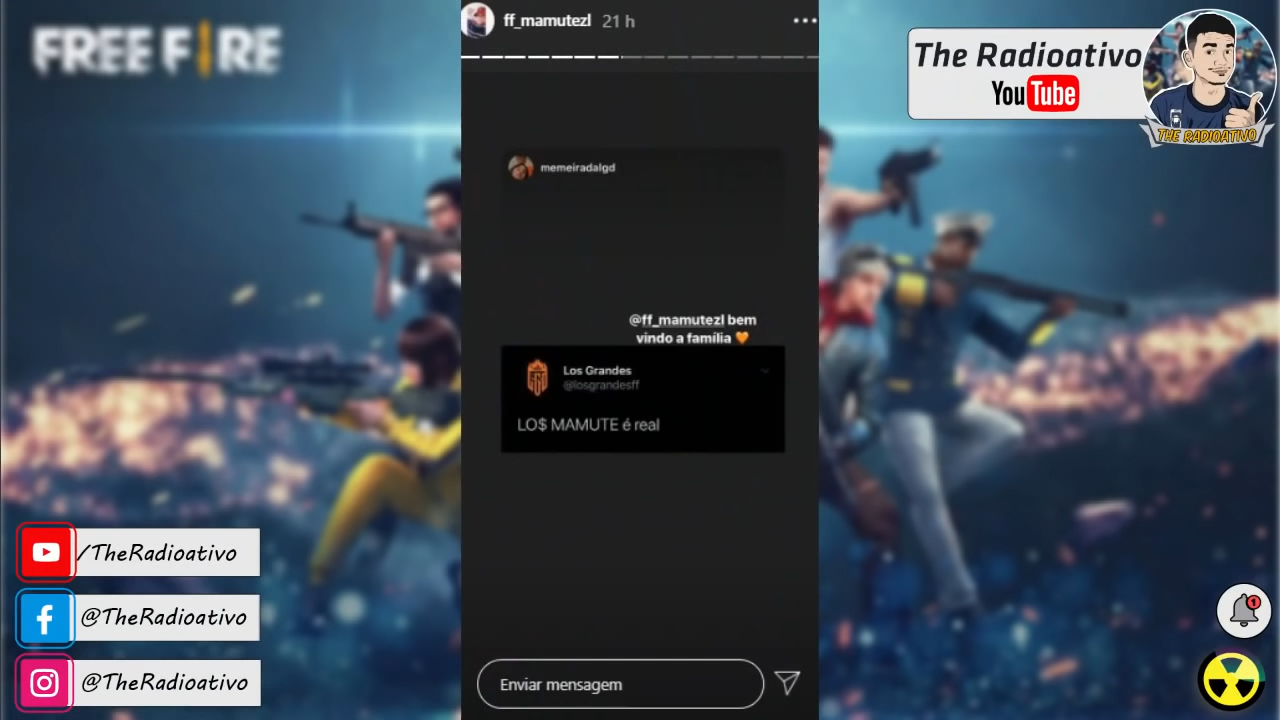 FREE FIRE
ff_mamutezl 21 h
The Radioativo
YouTube
THE RADIOATIVO
memeiradalgd
@ff_mamutezl bem
vindo a família 🧡
Los Grandes
@losgrandesff
LO$ MAMUTE é real
/TheRadioativo
@TheRadioativo
@TheRadioativo
Enviar mensagem
1